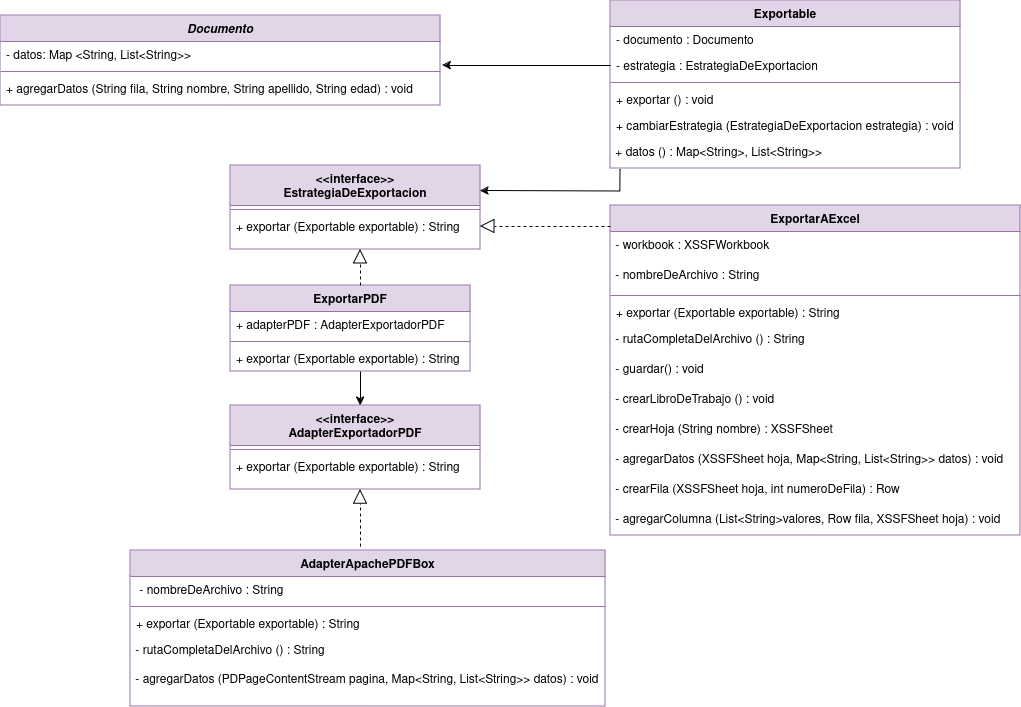 Documento
- datos: Map <String, List<String>>
+ agregarDatos (String fila, String nombre, String apellido, String edad) : void
Exportable
- documento : Documento
- estrategia : EstrategiaDeExportacion
+ exportar () : void
+ cambiarEstrategia (EstrategiaDeExportacion estrategia) : void
+ datos () : Map<String>, List<String>>
<<interface>>
EstrategiaDeExportacion
+ exportar (Exportable exportable) : String
ExportarAExcel
- workbook : XSSFWorkbook
- nombreDeArchivo : String
+ exportar (Exportable exportable) : String
- rutaCompletaDelArchivo () : String
- guardar() : void
- crearLibroDeTrabajo () : void
- crearHoja (String nombre) : XSSFSheet
- agregarDatos (XSSFSheet hoja, Map<String, List<String>> datos) : void
- crearFila (XSSFSheet hoja, int numeroDeFila) : Row
- agregarColumna (List<String>valores, Row fila, XSSFSheet hoja) : void
ExportarPDF
+ adapterPDF : AdapterExportadorPDF
+ exportar (Exportable exportable) : String
<<interface>>
AdapterExportadorPDF
+ exportar (Exportable exportable) : String
AdapterApachePDFBox
- nombreDeArchivo : String
+ exportar (Exportable exportable) : String
- rutaCompletaDelArchivo () : String
- agregarDatos (PDPageContentStream pagina, Map<String, List<String>> datos) : void